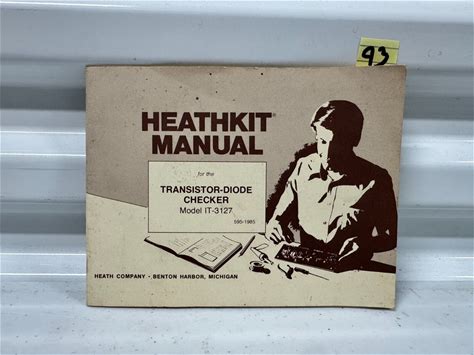 93
HEATHKIT®
MANUAL
for the
TRANSISTOR-DIODE
CHECKER
Model IT-3127
595-1985
HEATH COMPANY • BENTON HARBOR, MICHIGAN